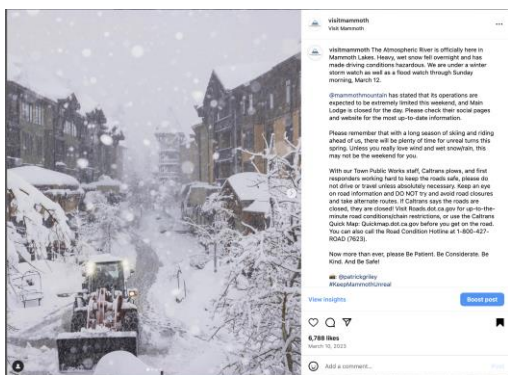 visitmammoth
Visit Mammoth
visitmammoth The Atmospheric River is officially here in
Mammoth Lakes. Heavy, wet snow fell overnight and has
made driving conditions hazardous. We are under a winter
storm watch as well as a flood watch through Sunday
morning, March 12.
@mammothmountain has stated that its operations are
expected to be extremely limited this weekend, and Main
Lodge is closed for the day. Please check their social pages
and website for the most up-to-date information.
Please remember that with a long season of skiing and riding
ahead of us, there will be plenty of time for unreal turns this
spring. Unless you really love wind and wet snow/rain, this
may not be the weekend for you.
With our Town Public Works staff, Caltrans plows, and first
responders working hard to keep the roads safe, please do
not drive or travel unless absolutely necessary. Keep an eye
on road information and DO NOT try and avoid road closures
and take alternate routes. If Caltrans says the roads are
closed, they are closed! Visit Roads.dot.ca.gov for up-to-the-
minute road conditions/chain restrictions, or use the Caltrans
Quick Map: Quickmap.dot.ca.gov before you get on the road.
You can also call the Road Condition Hotline at 1-800-427-
ROAD (7623).
Now more than ever, please Be Patient. Be Considerate. Be
Kind. And Be Safe!
📷: @patrickgriley
#KeepMammothUnreal
View Insights
Boost post
6,788 likes
March 10, 2023
Add a comment...